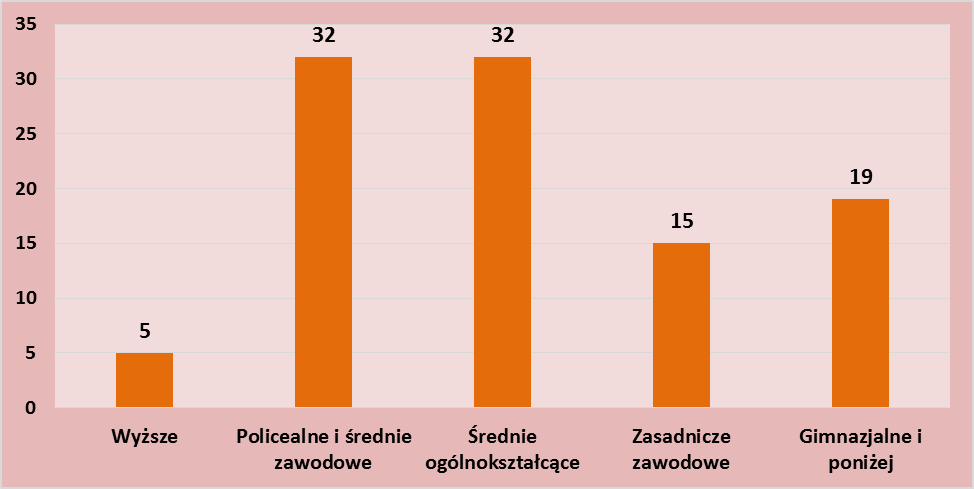 35
30
25
20
15
10
5
0
5
32
32
15
19
Wyższe
Policealne i średnie
zawodowe
Średnie
ogólnokształcące
Zasadnicze
zawodowe
Gimnazjalne i
poniżej